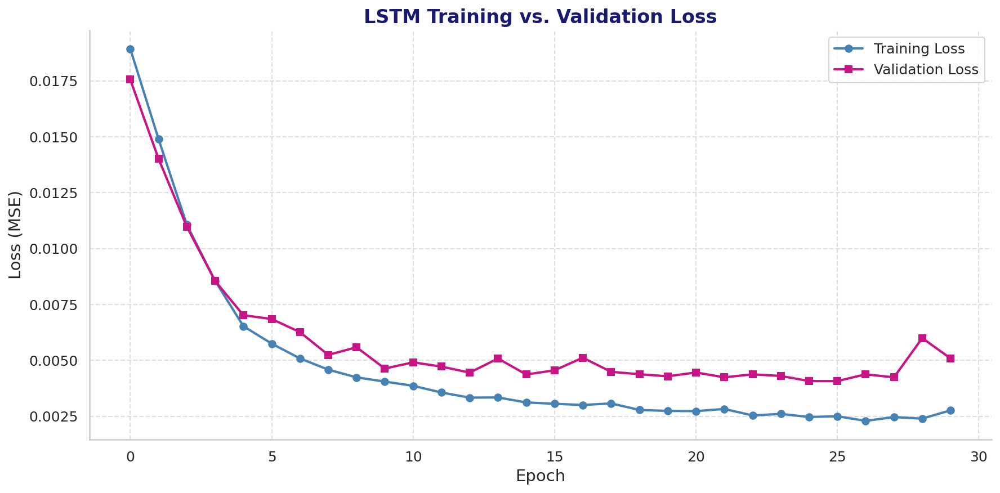 LSTM Training vs. Validation Loss
Training Loss
Validation Loss
Loss (MSE)
0.0175
0.0150
0.0125
0.0100
0.0075
0.0050
0.0025
0 5 10 15 20 25 30
Epoch